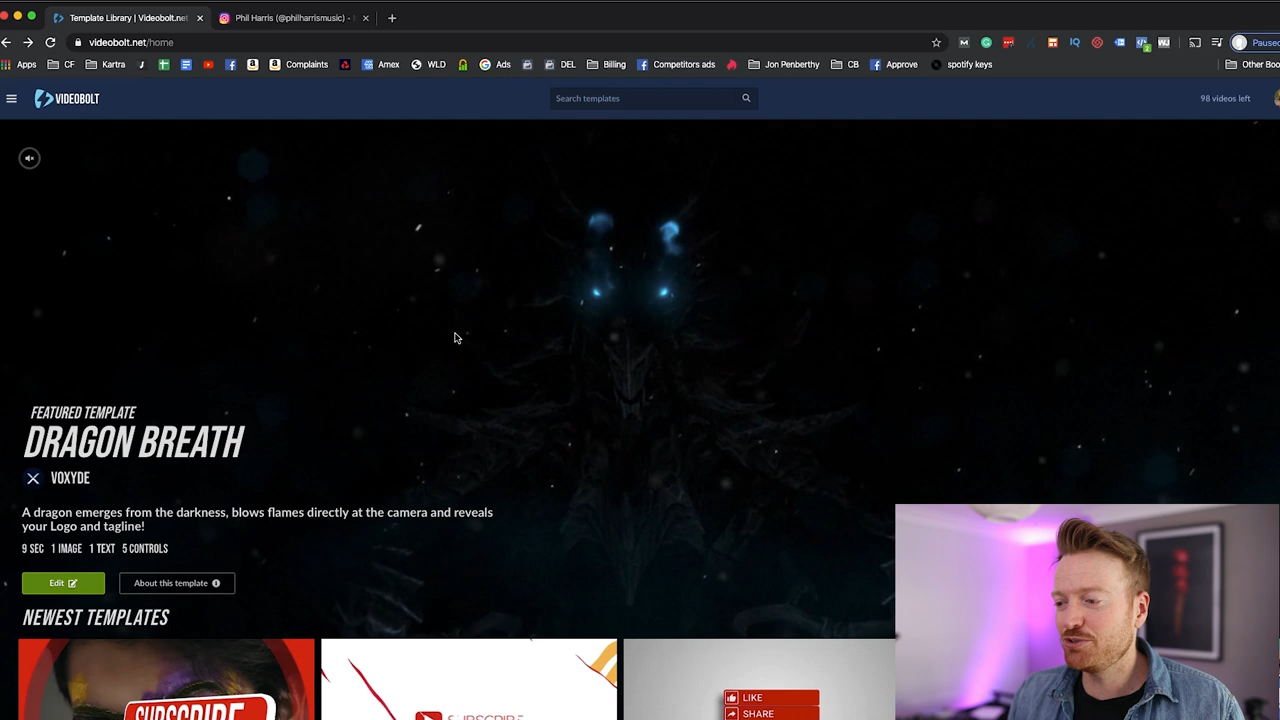 Template Library | Videobolt.net
Phil Harris (@philharrismusic) -
videobolt.net/home
Paused
Apps
CF
Kartra
Complaints
Amex
WLD
Ads
DEL
Billing
Competitors ads
Jon Penberthy
CB
Approve
spotify keys
Other Boo
VIDEOBOLT
Search templates
98 videos left
FEATURED TEMPLATE
DRAGON BREATH
VOXYDE
A dragon emerges from the darkness, blows flames directly at the camera and reveals
your Logo and tagline!
9 SEC 1 IMAGE 1 TEXT 5 CONTROLS
Edit
About this template
NEWEST TEMPLATES
SUBSCRIBE
SUBSCRIBE
LIKE
SHARE